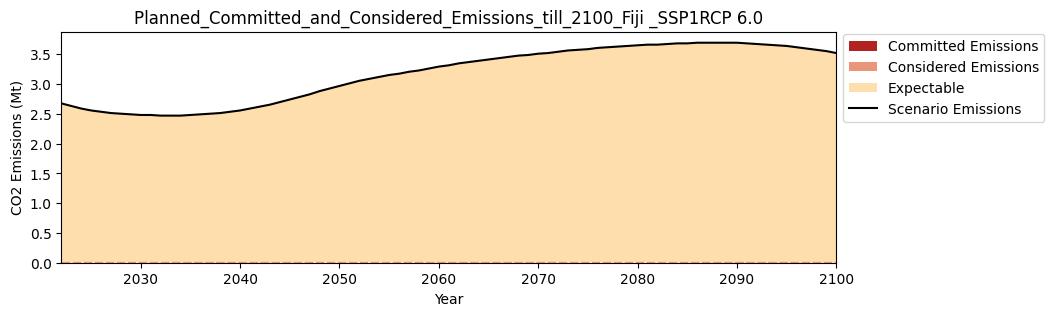 Planned_Committed_and_Considered_Emissions_till_2100_Fiji _SSP1RCP 6.0
3.5
3.0
2.5
2.0
1.5
1.0
0.5
0.0
CO2 Emissions (Mt)
2030 2040 2050 2060 2070 2080 2090 2100
Year
Committed Emissions
Considered Emissions
Expectable
Scenario Emissions